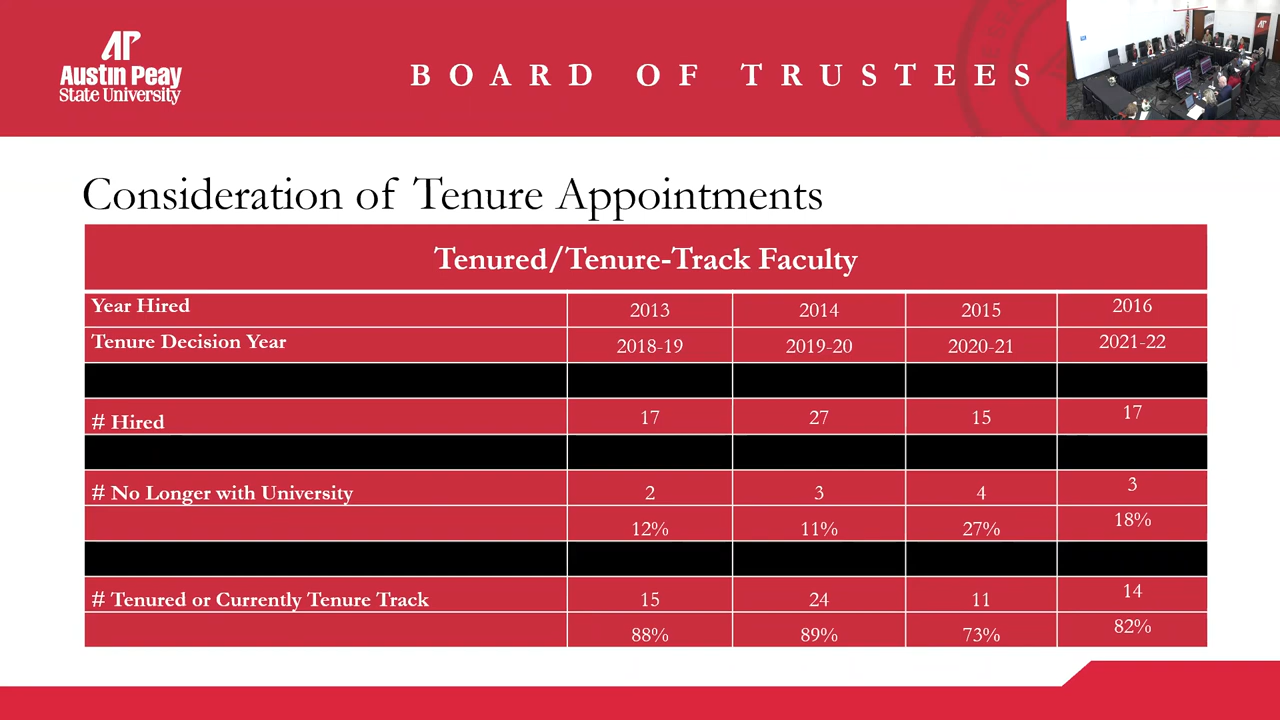 AP
Austin Peay
State University
BOARD OF TRUSTEES
Consideration of Tenure Appointments
Tenured/Tenure-Track Faculty
Year Hired 2013 2014 2015 2016
Tenure Decision Year 2018-19 2019-20 2020-21 2021-22
# Hired 17 27 15 17
# No Longer with University 2 3 4 3
12% 11% 27% 18%
# Tenured or Currently Tenure Track 15 24 11 14
88% 89% 73% 82%